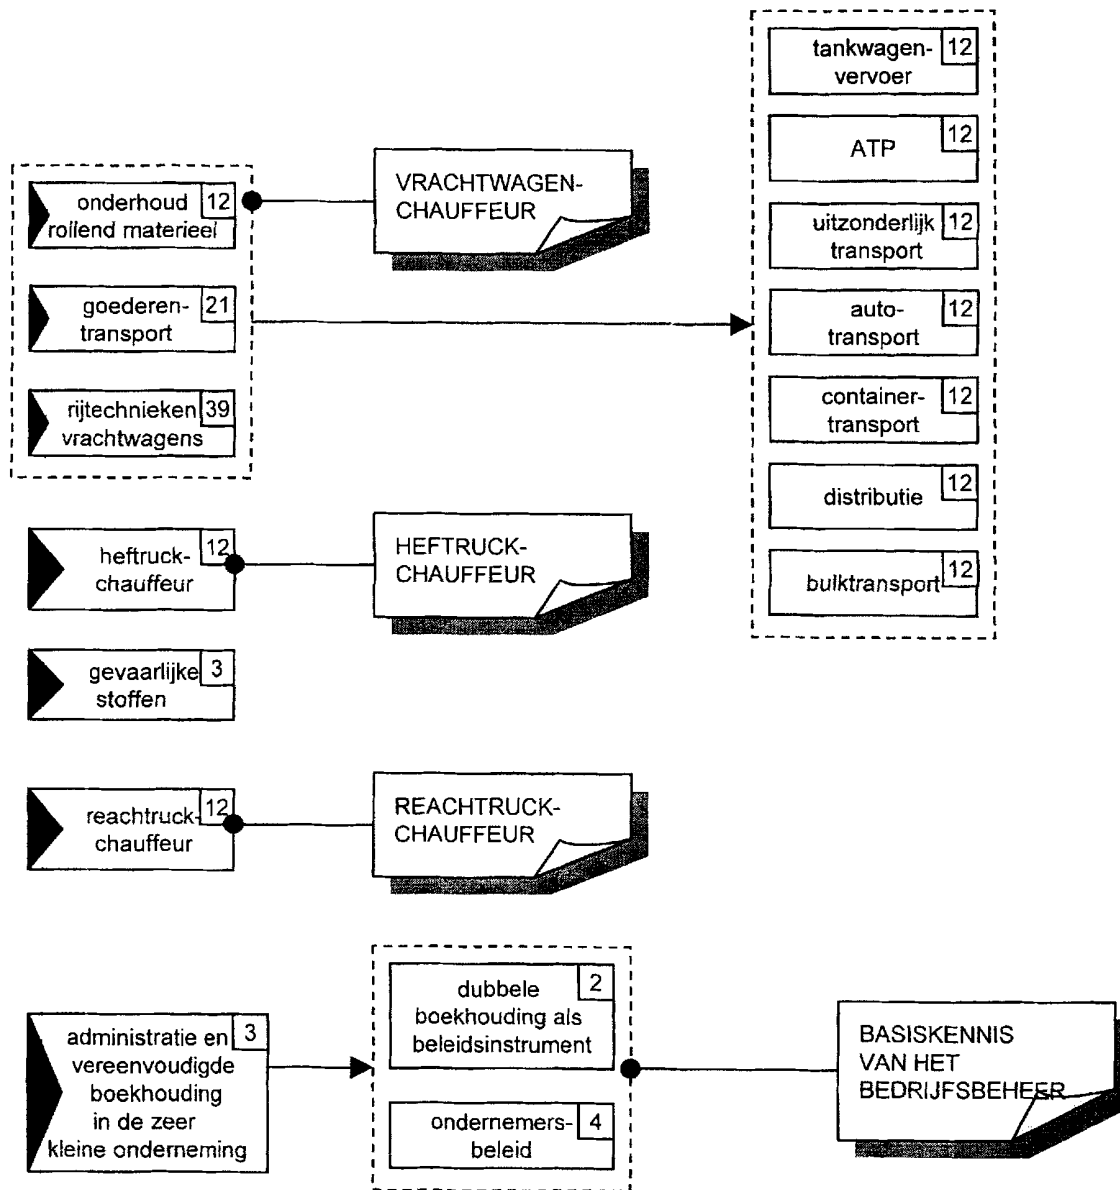 onderhoud 12
rollend materieel
goederen- 21
transport
rijtechnieken 39
vrachtwagens
VRACHTWAGEN-
CHAUFFEUR
tankwagen- 12
vervoer
ATP 12
uitzonderlijk 12
transport
auto- 12
transport
container- 12
transport
distributie 12
bulktransport 12
heftruck- 12
chauffeur
HEFTRUCK-
CHAUFFEUR
gevaarlijke 3
stoffen
reachtruck- 12
chauffeur
REACHTRUCK-
CHAUFFEUR
administratie en 3
vereenvoudigde
boekhouding
in de zeer
kleine onderneming
dubbele 2
boekhouding als
beleidsinstrument
ondernemers- 4
beleid
BASISKENNIS
VAN HET
BEDRIJFSBEHEER